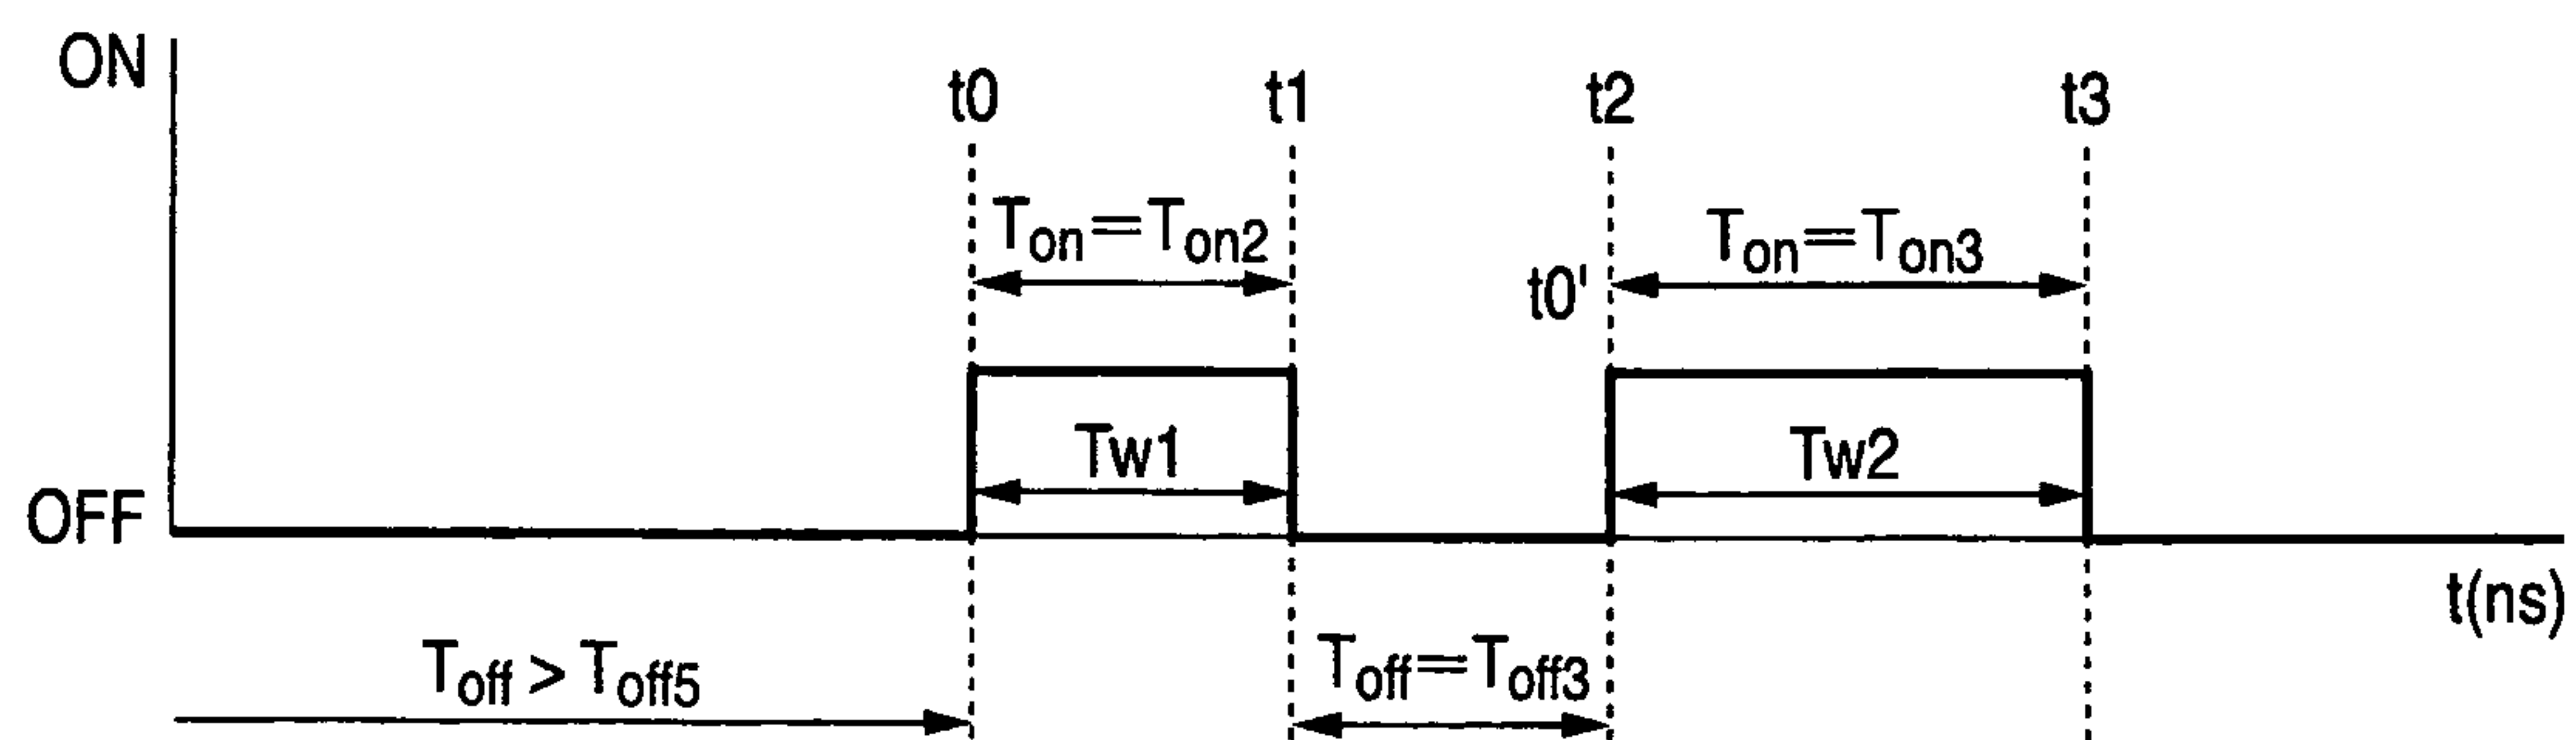 ON
t0 t1 t2 t3
Ton=Ton2 Ton=Ton3
t0'
Tw1 Tw2
OFF
t(ns)
Toff > Toff5 Toff=Toff3